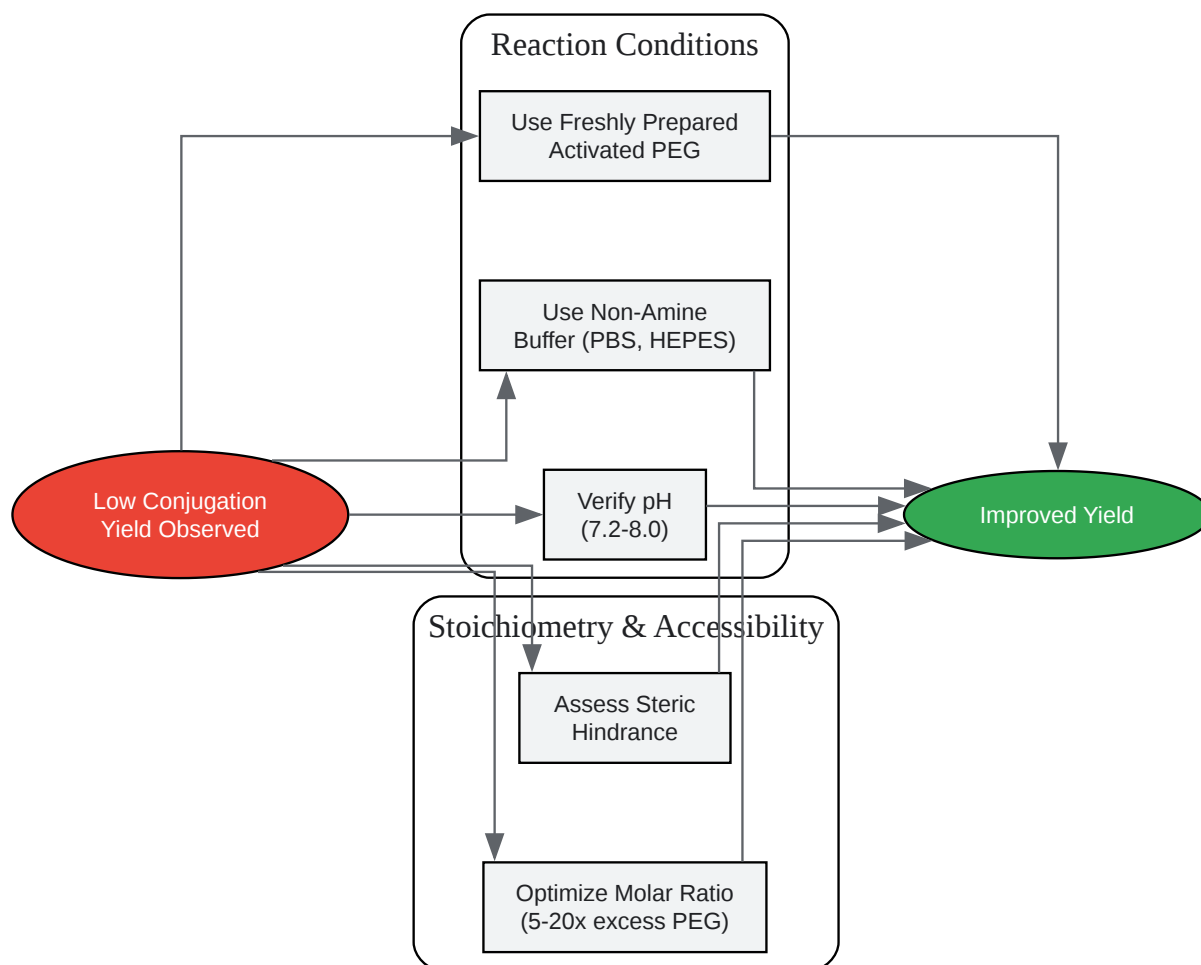 Reaction Conditions
Use Freshly Prepared
Activated PEG
Use Non-Amine
Buffer (PBS, HEPES)
Low Conjugation
Yield Observed
Verify pH
(7.2-8.0)
Improved Yield
Stoichiometry & Accessibility
Assess Steric
Hindrance
Optimize Molar Ratio
(5-20x excess PEG)